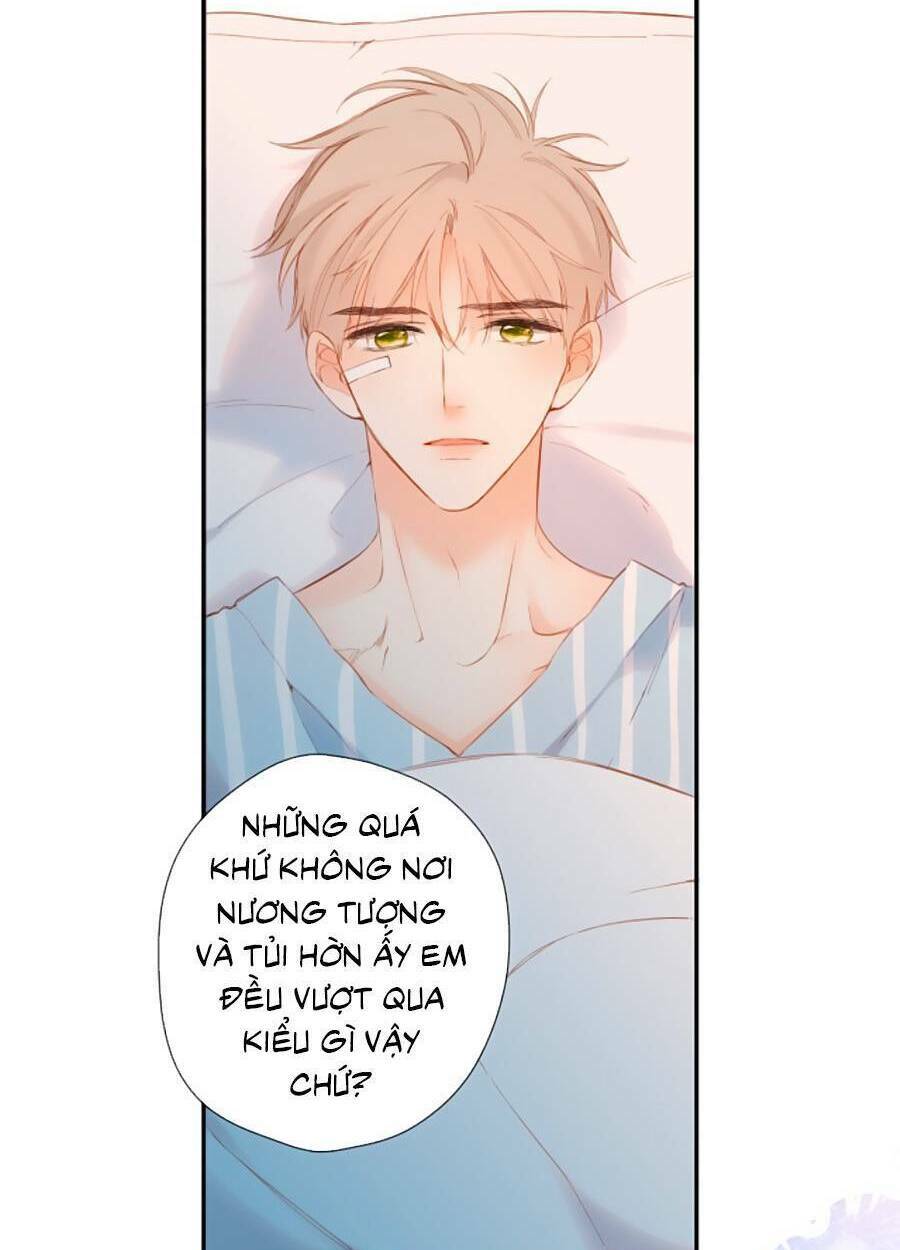 NHỮNG QUÁ
KHỨ KHÔNG NƠI
NƯƠNG TƯỢNG
VÀ TỦI HỜN ẤY EM
ĐỀU VƯỢT QUA
KIỂU GÌ VẬY
CHỨ?